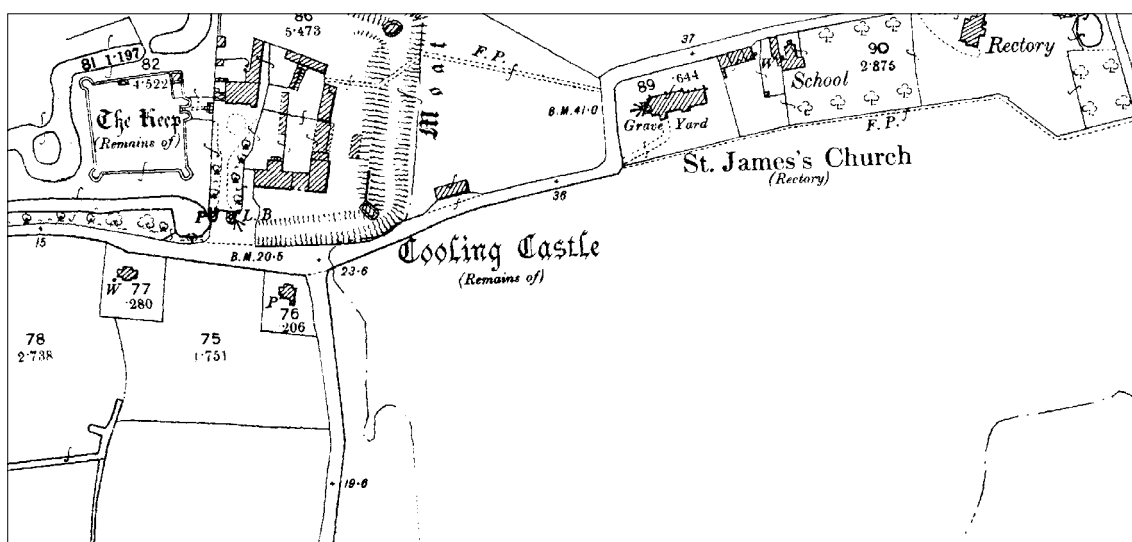 86
5·473
81 1·197
82
4·522
The Keep
(Remains of)
Moat
F. P.
B.M. 41·0
37
89 ·644
Grave Yard
W
School
90
2·875
Rectory
F. P.
St. James's Church
(Rectory)
36
P
L. B
15
B.M. 20·5
23·6
Cooling Castle
(Remains of)
W 77
·280
P
76
·206
78
2·738
75
1·751
19·6